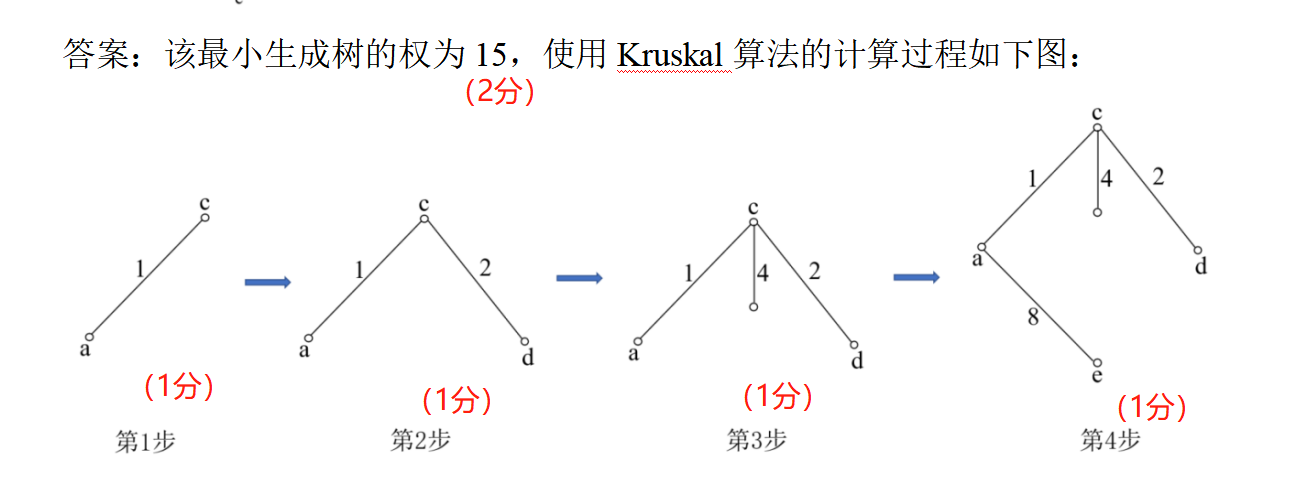 答案：该最小生成树的权为 15，使用 Kruskal 算法的计算过程如下图：
（2分）
c
1
a
（1分）
第1步
c
1
2
a
d
（1分）
第2步
c
1
4
2
a
d
（1分）
第3步
c
1
4
2
a
d
8
e
（1分）
第4步